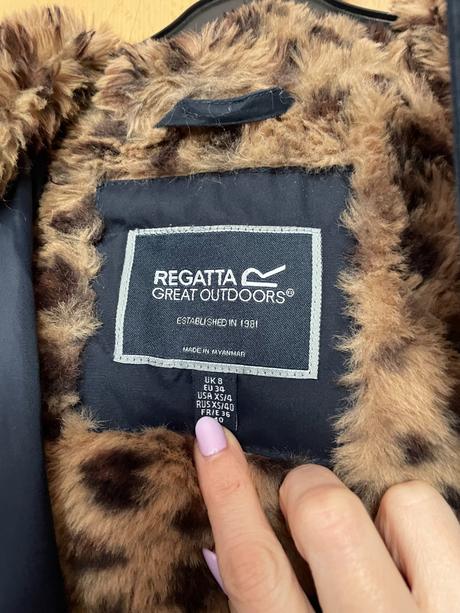 REGATTA
GREAT OUTDOORS
ESTABLISHED IN 1981
MADE IN MYANMAR
UK 8
EU 34
USA XS/4
RUS XS/40
FR/E 36
40